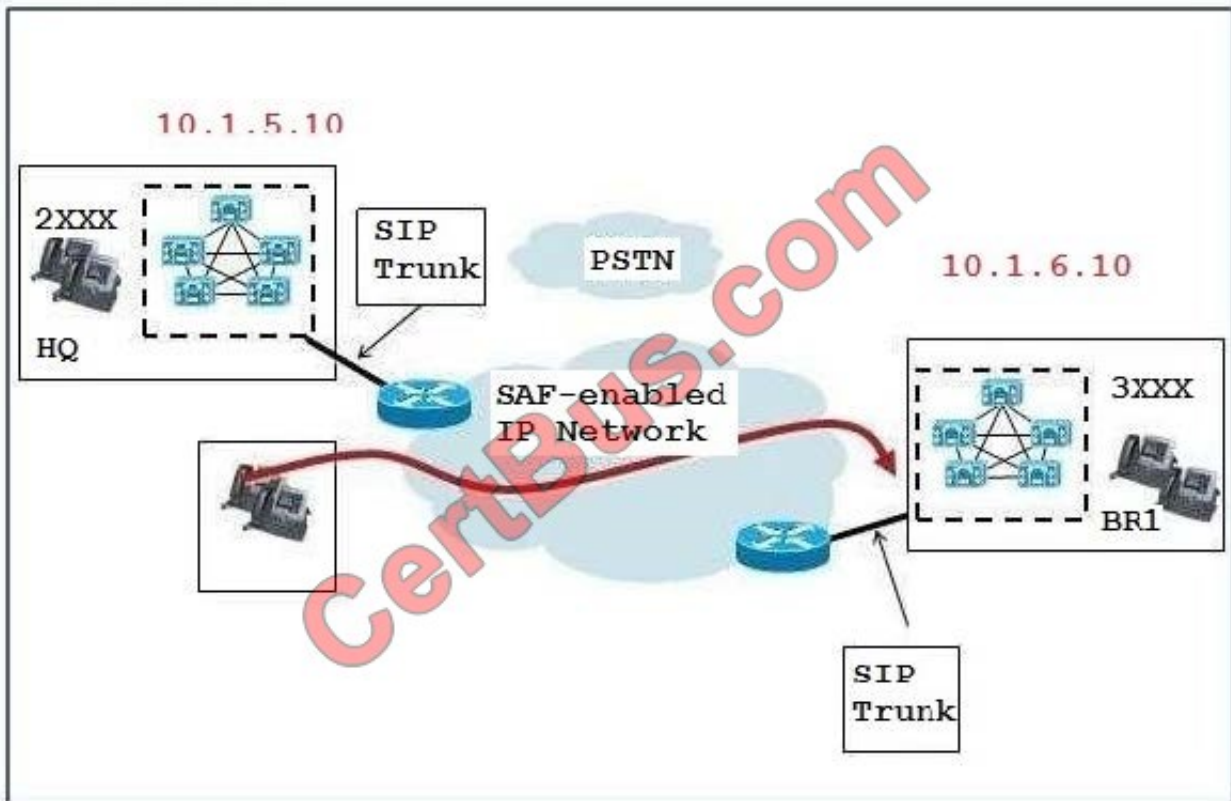 10.1.5.10
2XXX
HQ
SIP
Trunk
PSTN
10.1.6.10
SAF-enabled
IP Network
3XXX
BR1
SIP
Trunk
CertBus.com